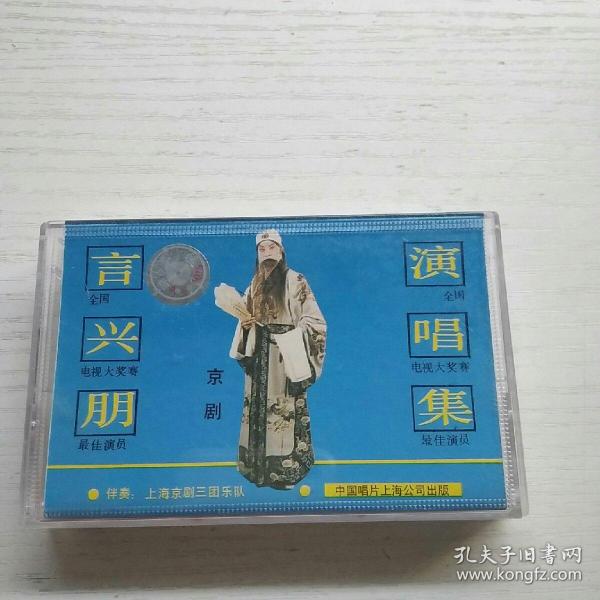 言
全国
兴
电视大奖赛
朋
最佳演员
京
剧
演
全国
唱
电视大奖赛
集
最佳演员
伴奏：上海京剧三团乐队
中国唱片上海公司出版
孔夫子旧书网
www.kongfz.com